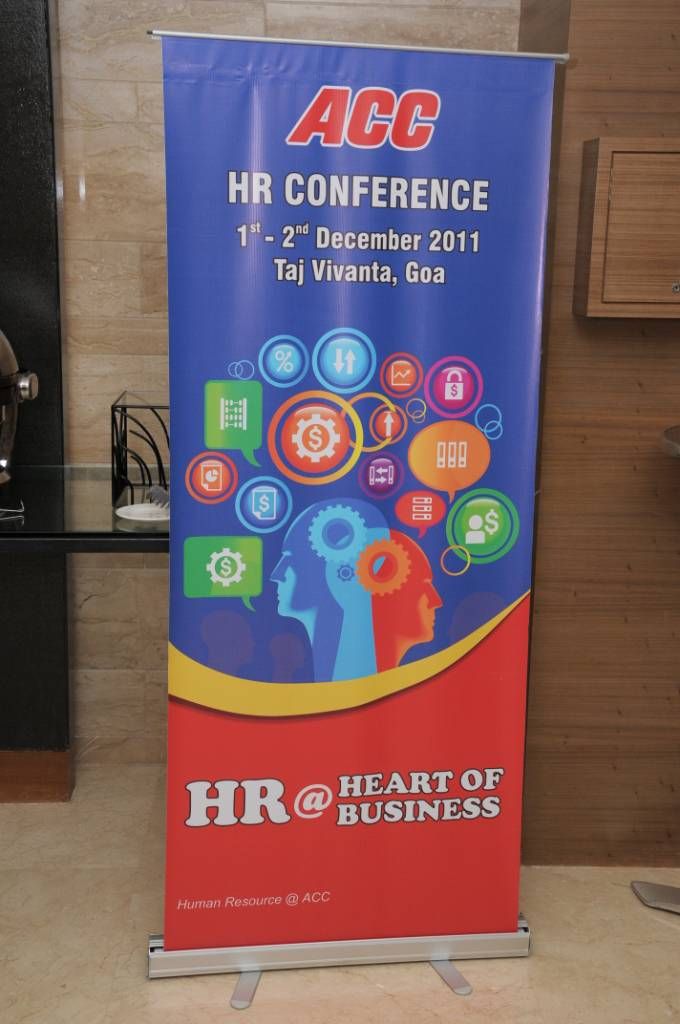 ACC
HR CONFERENCE
1st - 2nd December 2011
Taj Vivanta, Goa
%
$
$
$
$
$
HR @ HEART OF
BUSINESS
Human Resource @ ACC